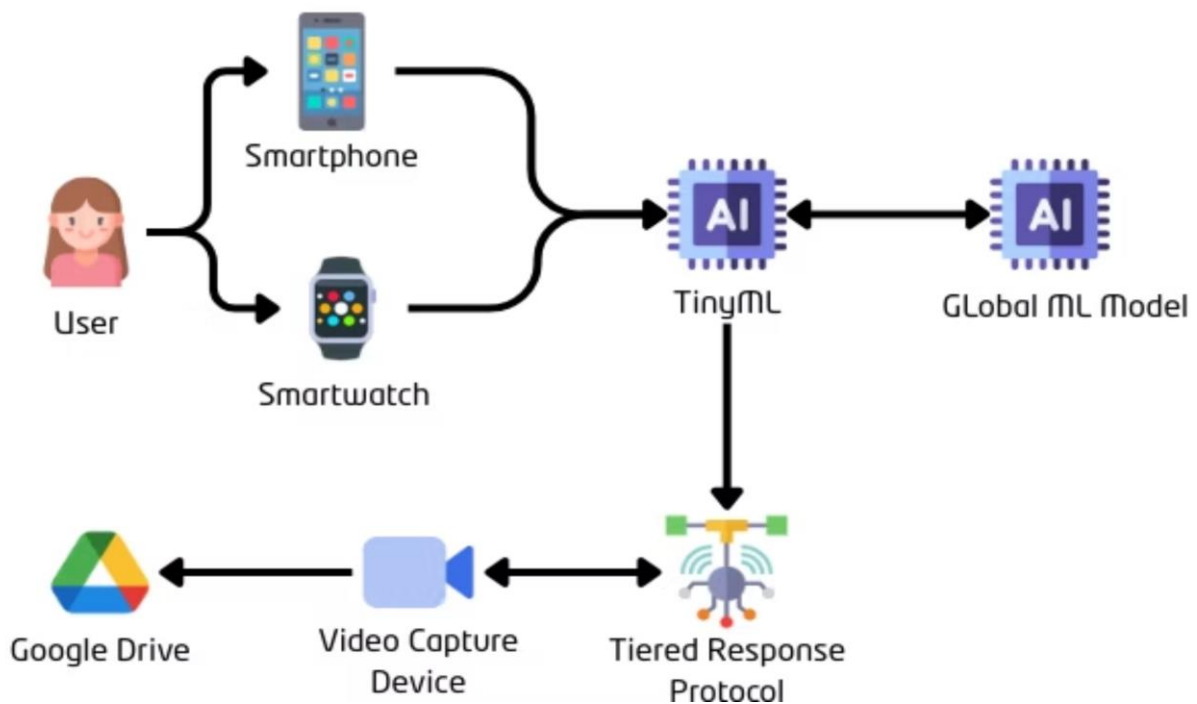 Smartphone
User
Smartwatch
AI
TinyML
AI
GLobal ML Model
Google Drive
Video Capture
Device
Tiered Response
Protocol